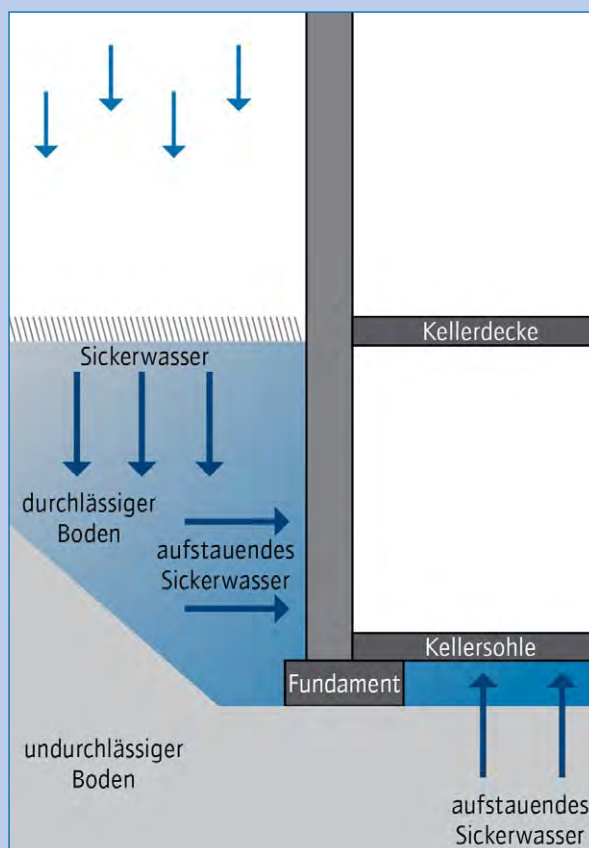 Kellerdecke
Sickerwasser
durchlässiger
Boden
aufstauendes
Sickerwasser
Kellersohle
Fundament
undurchlässiger
Boden
aufstauendes
Sickerwasser